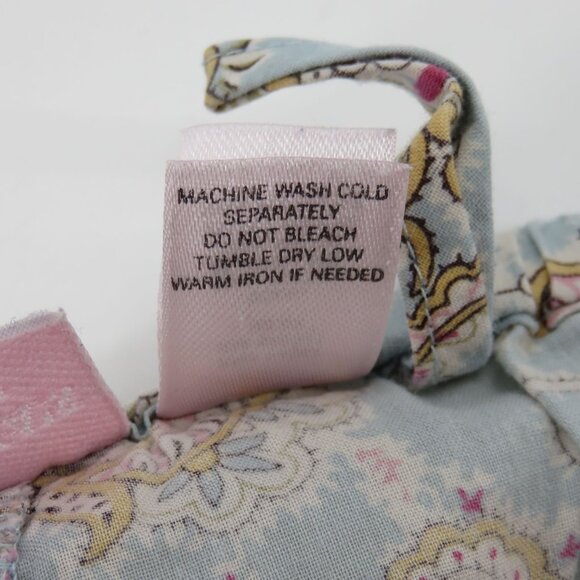 MACHINE WASH COLD
SEPARATELY
DO NOT BLEACH
TUMBLE DRY LOW
WARM IRON IF NEEDED